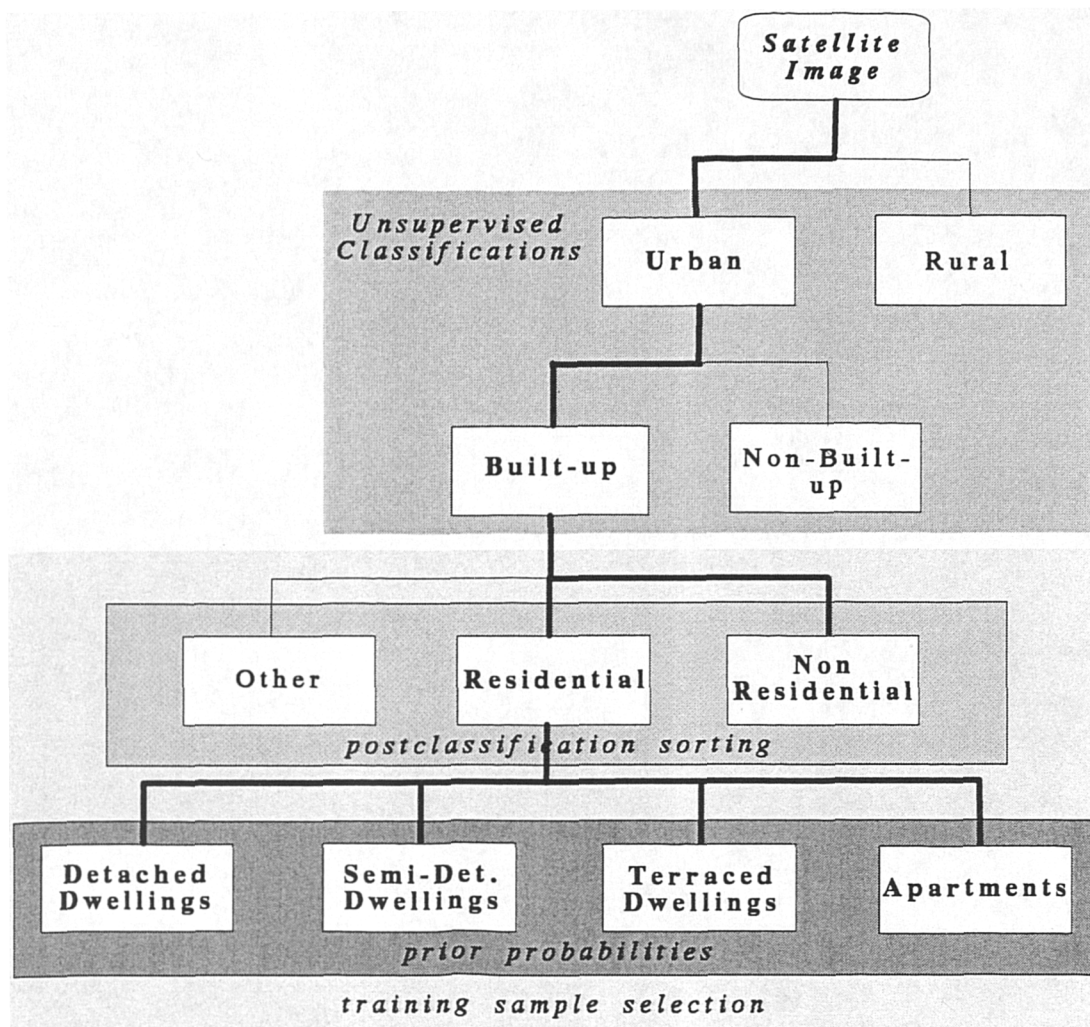 Satellite
Image
Unsupervised
Classifications
Urban
Rural
Built-up
Non-Built-
up
Other
Residential
Non
Residential
postclassification sorting
Detached
Dwellings
Semi-Det.
Dwellings
Terraced
Dwellings
Apartments
prior probabilities
training sample selection